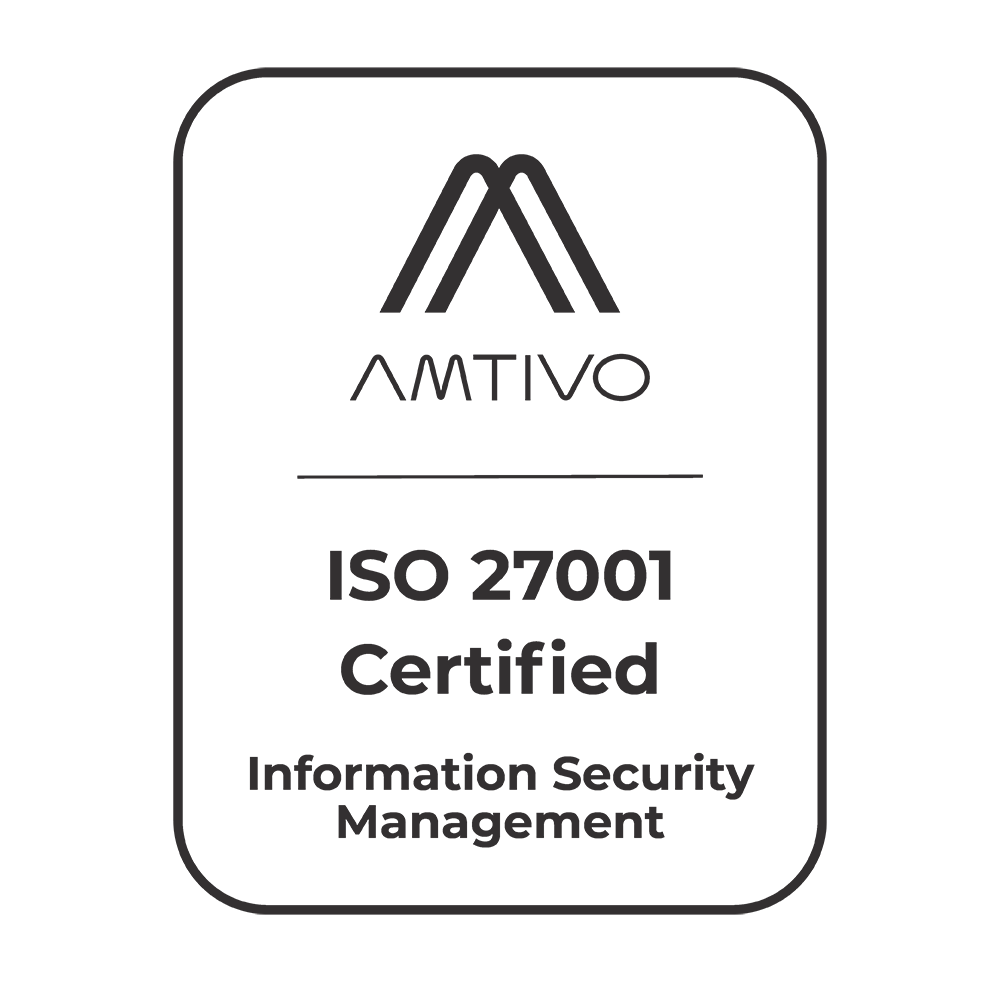 AMTIVO
ISO 27001
Certified
Information Security
Management